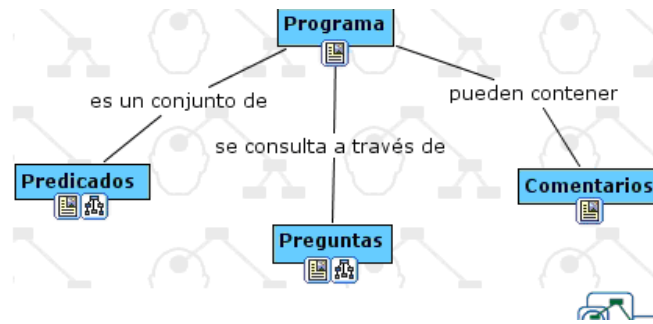 Programa
es un conjunto de
pueden contener
se consulta a través de
Predicados
Comentarios
Preguntas